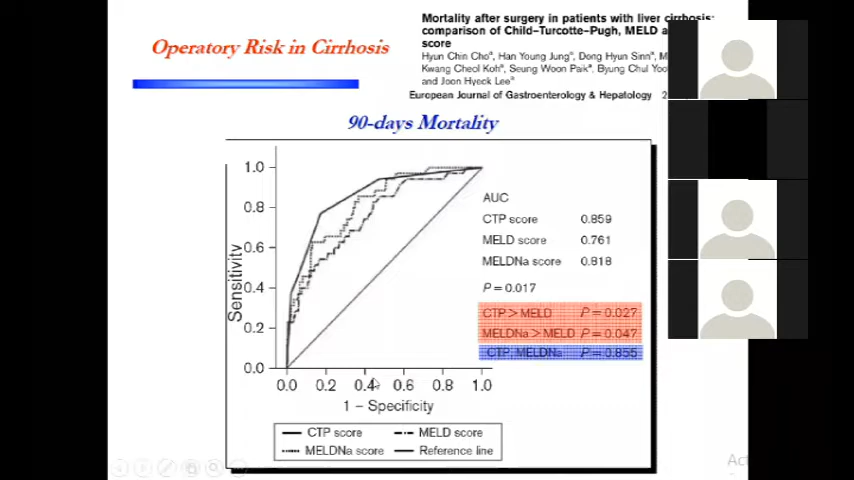 Operatory Risk in Cirrhosis
Mortality after surgery in patients with liver cirrhosis:
comparison of Child–Turcotte–Pugh, MELD a
score
Hyun Chin Cho, Han Young Jung, Dong Hyun Sinn, M
Kwang Cheol Koh, Seung Woon Paik, Byung Chul Yoo
and Joon Hyeck Lee
European Journal of Gastroenterology & Hepatology 2
90-days Mortality
1.0
0.8
0.6
0.4
0.2
0.0
Sensitivity
0.0 0.2 0.4 0.6 0.8 1.0
1 – Specificity
AUC
CTP score 0.859
MELD score 0.761
MELDNa score 0.818
P = 0.017
CTP > MELD P = 0.027
MELDNa > MELD P = 0.047
CTP, MELDNa P = 0.855
CTP score MELD score
MELDNa score Reference line
Act